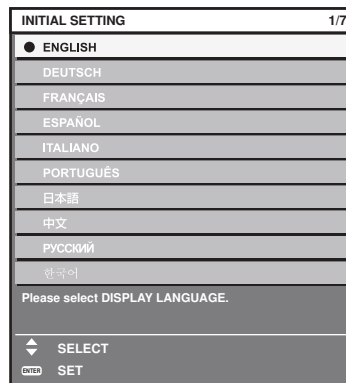 INITIAL SETTING 1/7
ENGLISH
DEUTSCH
FRANÇAIS
ESPAÑOL
ITALIANO
PORTUGUÊS
日本語
中文
РУССКИЙ
한국어
Please select DISPLAY LANGUAGE.
SELECT
ENTER SET